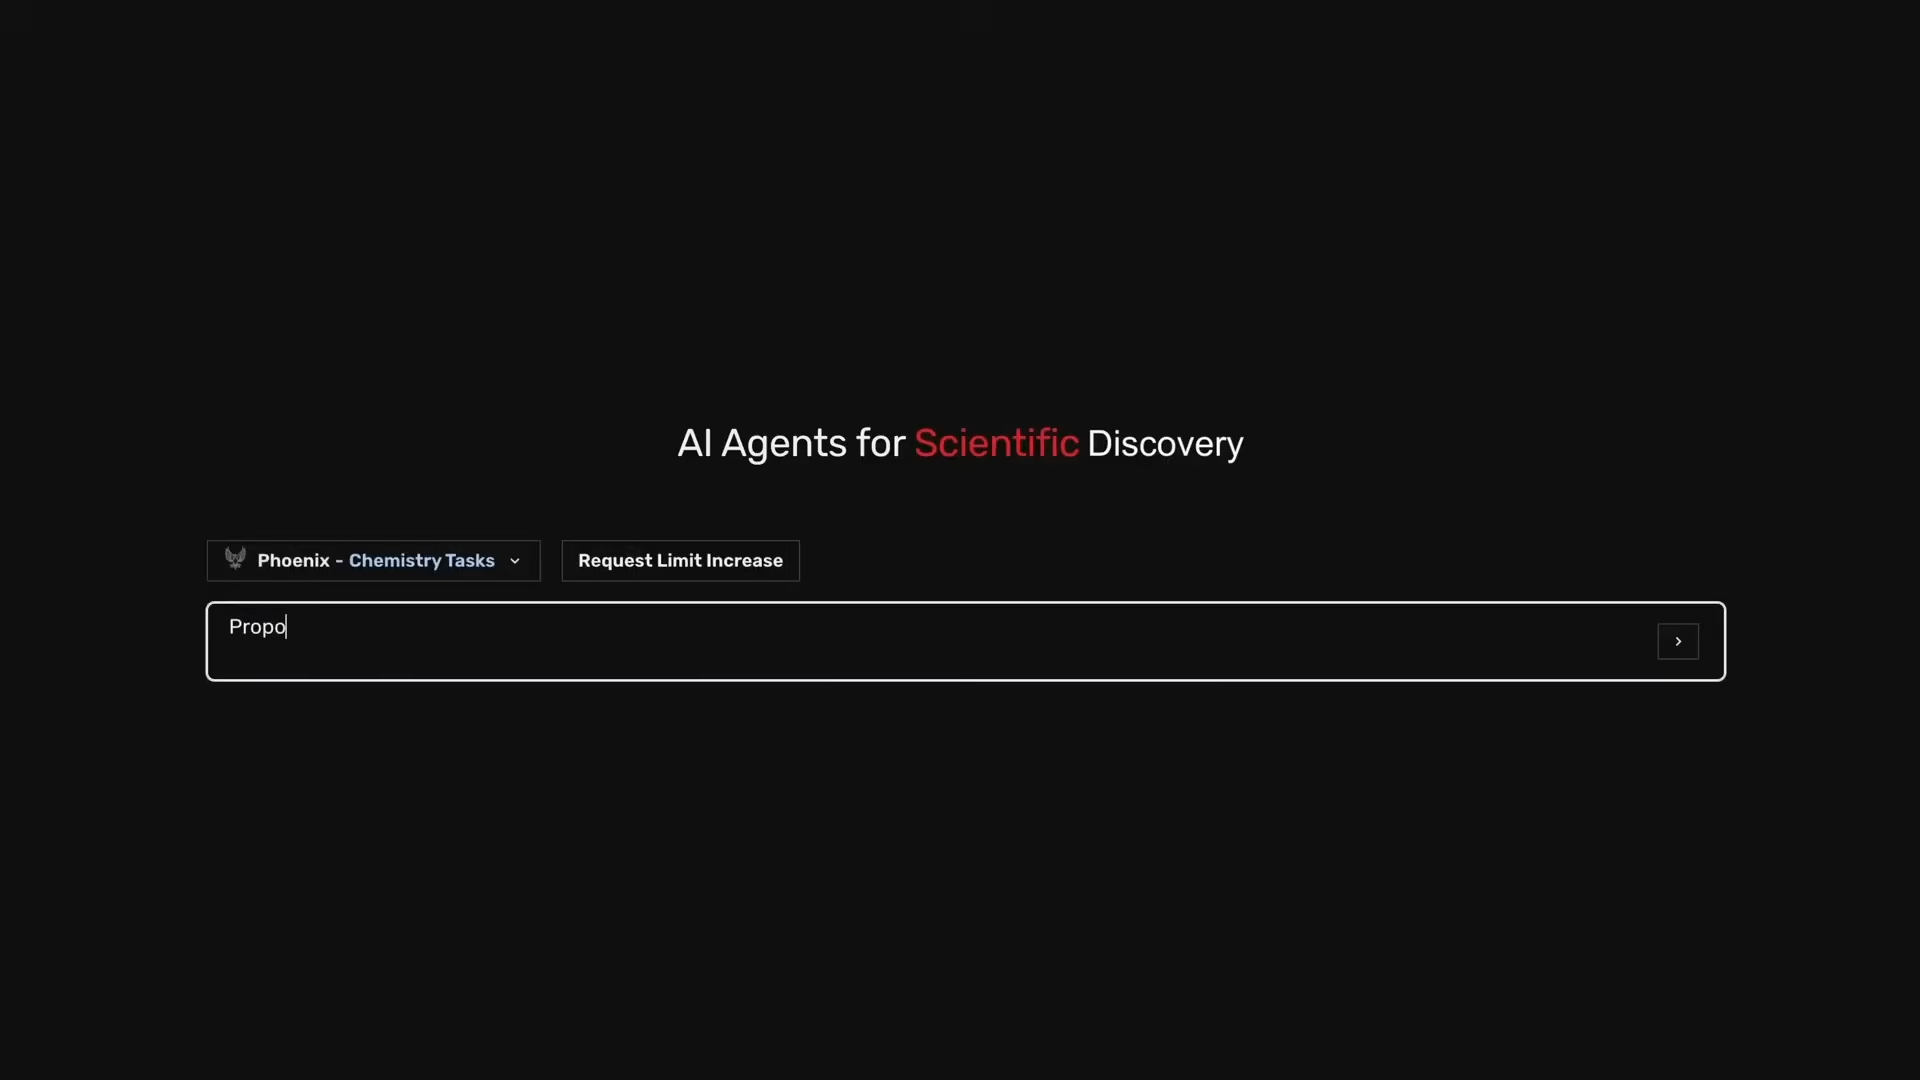 AI Agents for Scientific Discovery
Phoenix - Chemistry Tasks
Request Limit Increase
Propo